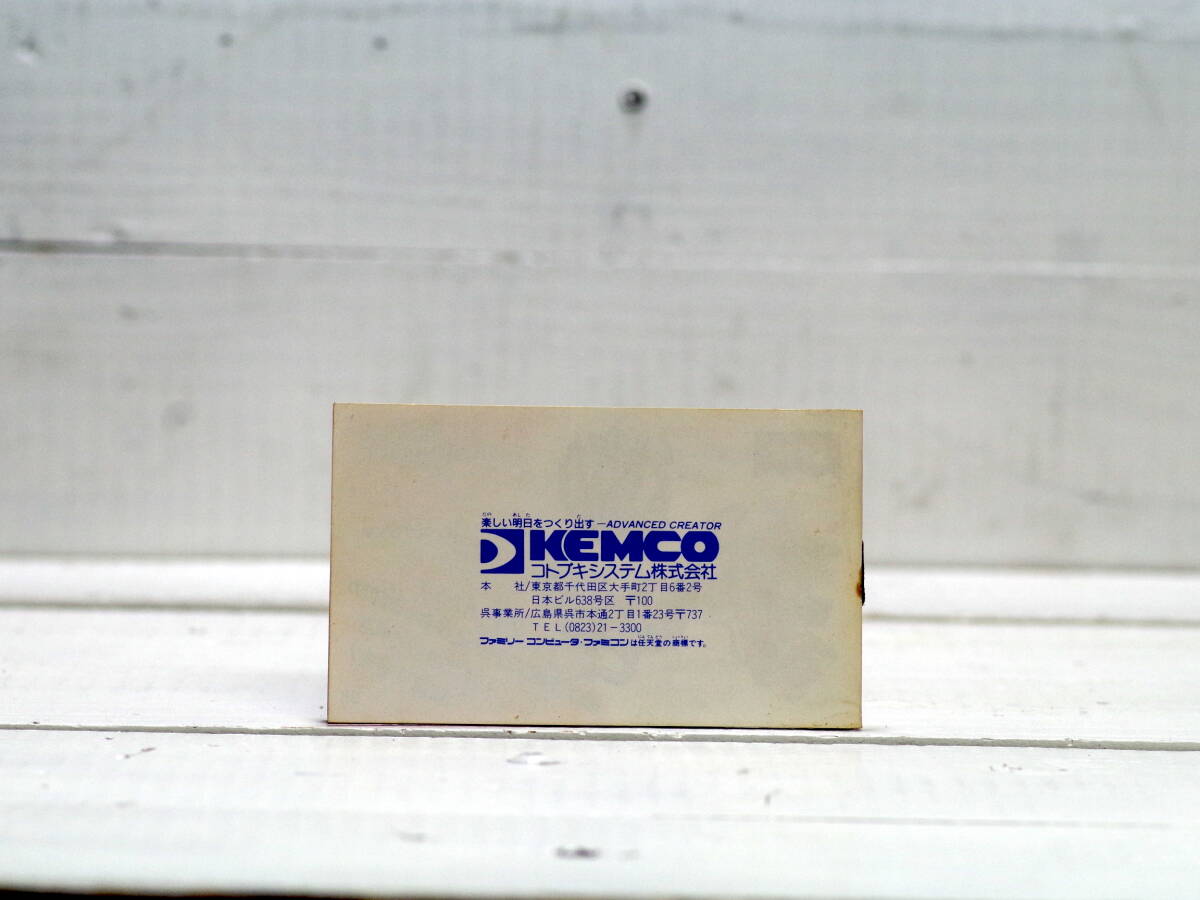 楽しい明日をつくり出す－ADVANCED CREATOR
KEMCO
コトブキシステム株式会社
本　社/東京都千代田区大手町2丁目6番2号
日本ビル638号区 〒100
呉事業所/広島県呉市本通2丁目1番23号〒737
TEL(0823)21－3300
ファミリーコンピュータ・ファミコンは任天堂の商標です。